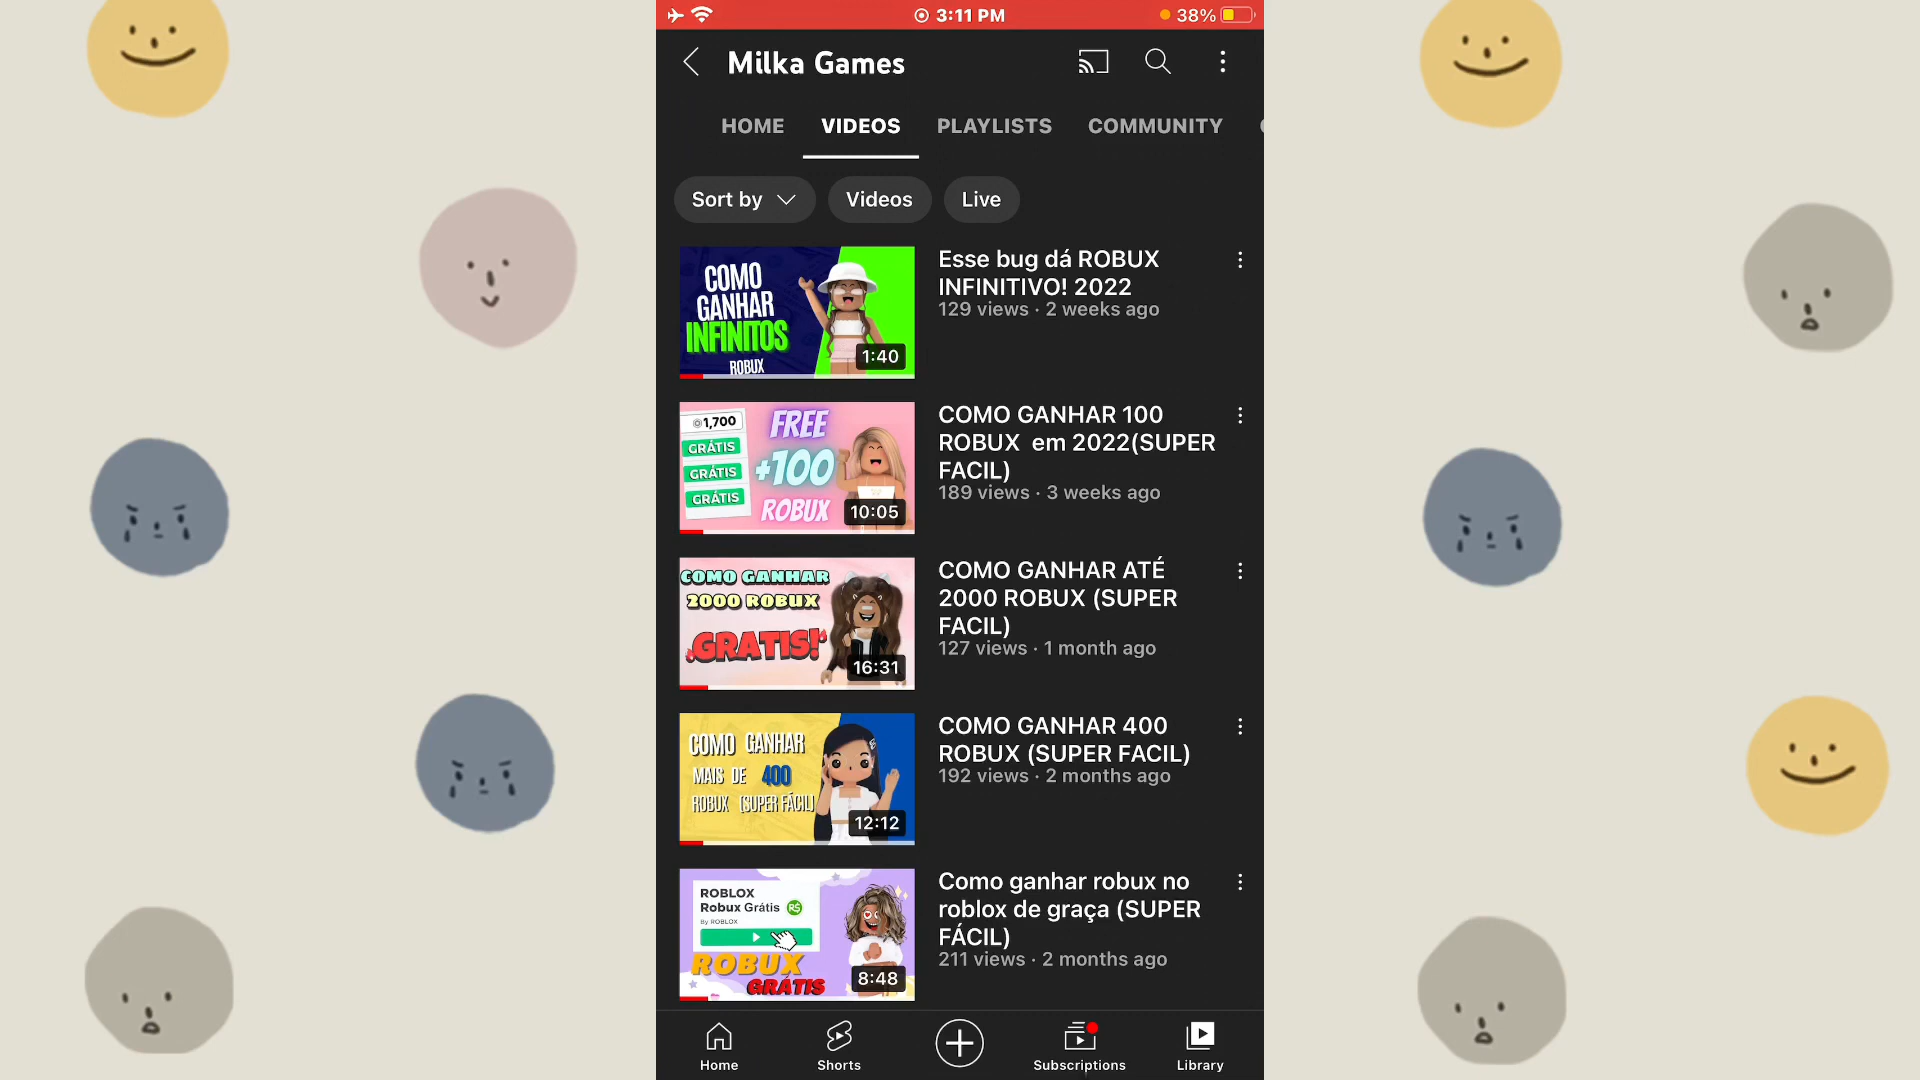 3:11 PM
38%
Milka Games
HOME VIDEOS PLAYLISTS COMMUNITY
Sort by
Videos
Live
COMO
GANHAR
INFINITOS
ROBUX
1:40
Esse bug dá ROBUX
INFINITIVO! 2022
129 views · 2 weeks ago
1,700
GRÁTIS
GRÁTIS
GRÁTIS
FREE
+100
ROBUX
10:05
COMO GANHAR 100
ROBUX em 2022(SUPER
FACIL)
189 views · 3 weeks ago
COMO GANHAR
2000 ROBUX
GRATIS!
16:31
COMO GANHAR ATÉ
2000 ROBUX (SUPER
FACIL)
127 views · 1 month ago
COMO GANHAR
MAIS DE 400
ROBUX (SUPER FÁCIL)
12:12
COMO GANHAR 400
ROBUX (SUPER FACIL)
192 views · 2 months ago
ROBLOX
Robux Grátis
By ROBLOX
ROBUX
GRÁTIS
8:48
Como ganhar robux no
roblox de graça (SUPER
FÁCIL)
211 views · 2 months ago
Home
Shorts
Subscriptions
Library